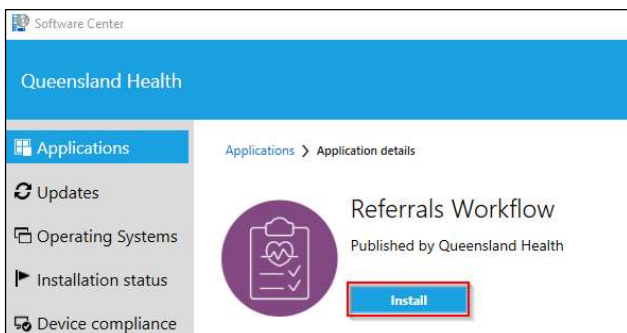 Software Center
Queensland Health
Applications
Updates
Operating Systems
Installation status
Device compliance
Applications > Application details
Referrals Workflow
Published by Queensland Health
Install